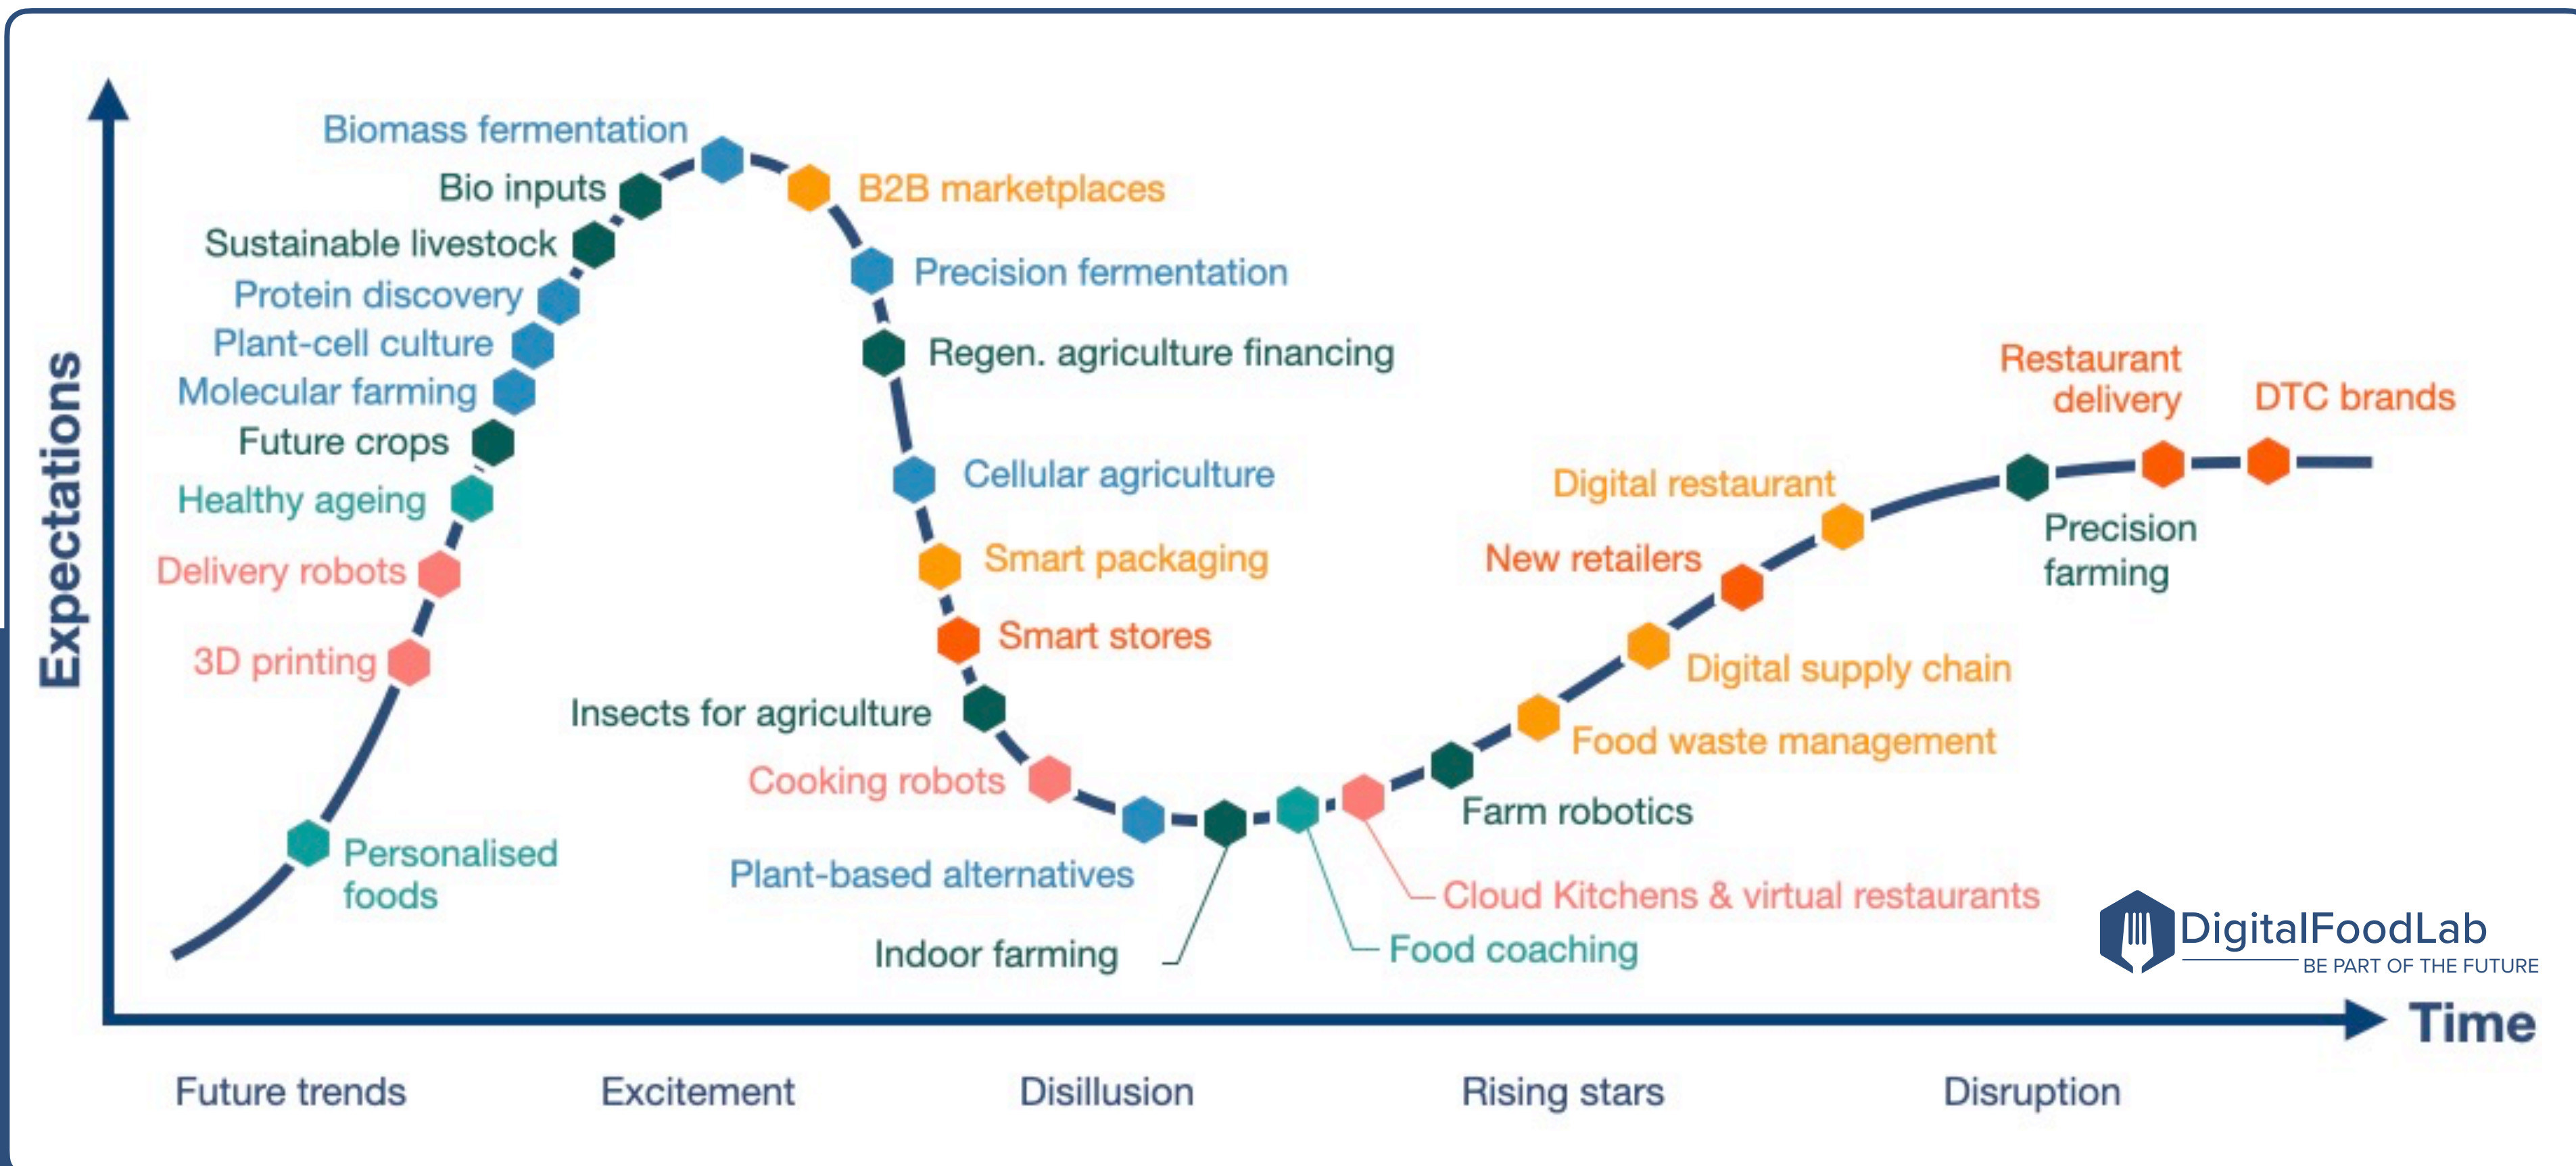 Expectations
Biomass fermentation
Bio inputs
Sustainable livestock
Protein discovery
Plant-cell culture
Molecular farming
Future crops
Healthy ageing
Delivery robots
3D printing
Personalised
foods
B2B marketplaces
Precision fermentation
Regen. agriculture financing
Cellular agriculture
Smart packaging
Smart stores
Insects for agriculture
Cooking robots
Plant-based alternatives
Indoor farming
Food coaching
Cloud Kitchens & virtual restaurants
Farm robotics
Food waste management
Digital supply chain
New retailers
Digital restaurant
Precision
farming
Restaurant
delivery
DTC brands
DigitalFoodLab
BE PART OF THE FUTURE
Time
Future trends
Excitement
Disillusion
Rising stars
Disruption